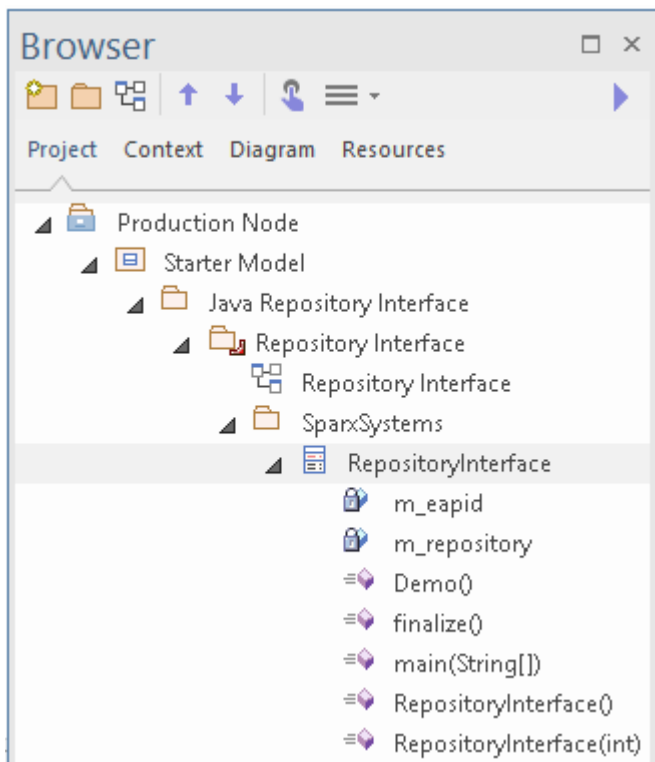 Browser
Project Context Diagram Resources
Production Node
Starter Model
Java Repository Interface
Repository Interface
Repository Interface
SparxSystems
RepositoryInterface
m_eapid
m_repository
Demo()
finalize()
main(String[])
RepositoryInterface()
RepositoryInterface(int)